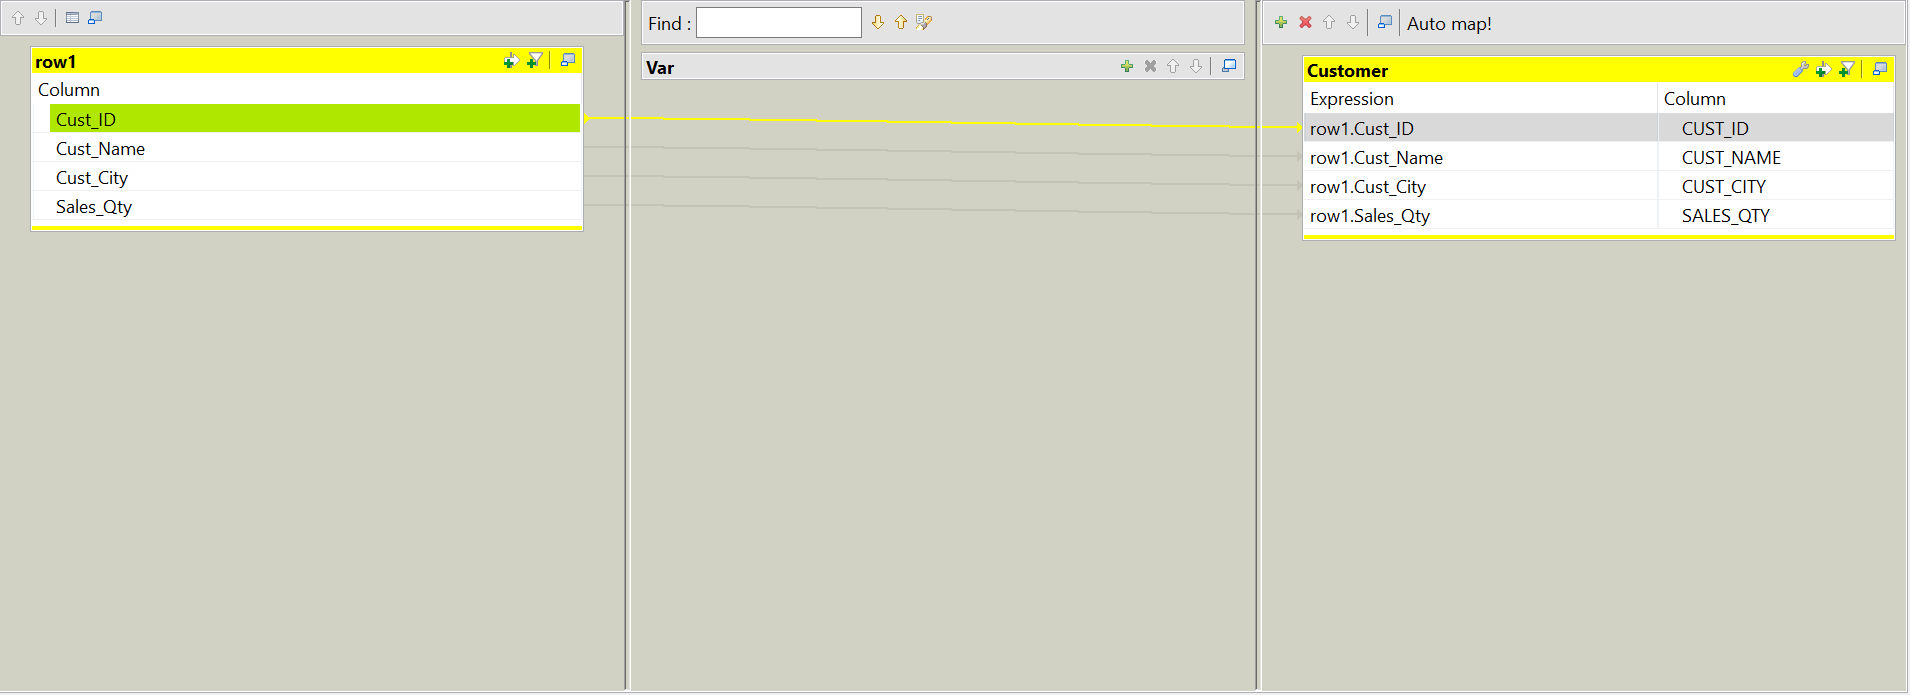 row1
Column
Cust_ID
Cust_Name
Cust_City
Sales_Qty
Find :
Var
Auto map!
Customer
Expression Column
row1.Cust_ID CUST_ID
row1.Cust_Name CUST_NAME
row1.Cust_City CUST_CITY
row1.Sales_Qty SALES_QTY